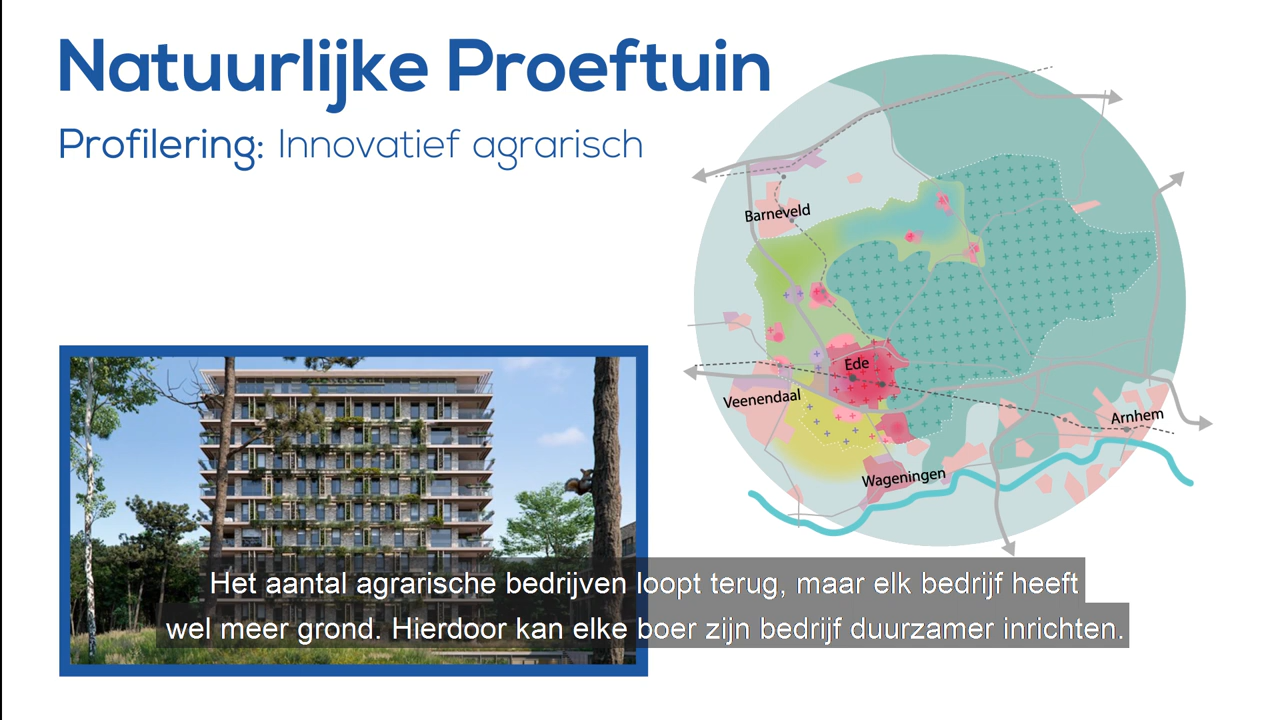 Natuurlijke Proeftuin
Profilering: Innovatief agrarisch
Barneveld
Ede
Veenendaal
Arnhem
Wageningen
Het aantal agrarische bedrijven loopt terug, maar elk bedrijf heeft
wel meer grond. Hierdoor kan elke boer zijn bedrijf duurzamer inrichten.